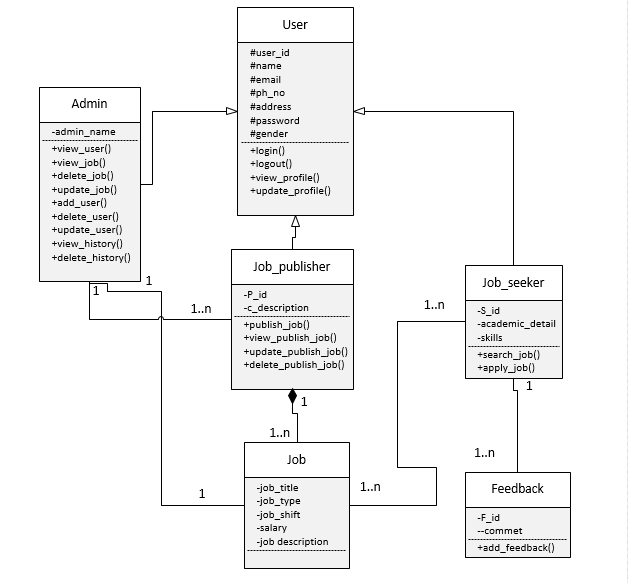 User
#user_id
#name
#email
#ph_no
#address
#password
#gender
+login()
+logout()
+view_profile()
+update_profile()
Admin
-admin_name
+view_user()
+view_job()
+delete_job()
+update_job()
+add_user()
+delete_user()
+update_user()
+view_history()
+delete_history()
1
1
1..n
Job_publisher
-P_id
-c_description
+publish_job()
+view_publish_job()
+update_publish_job()
+delete_publish_job()
1
1..n
Job_seeker
-S_id
-academic_detail
-skills
+search_job()
+apply_job()
1..n
1
1..n
Job
-job_title
-job_type
-job_shift
-salary
-job description
1
1..n
Feedback
-F_id
--commet
+add_feedback()